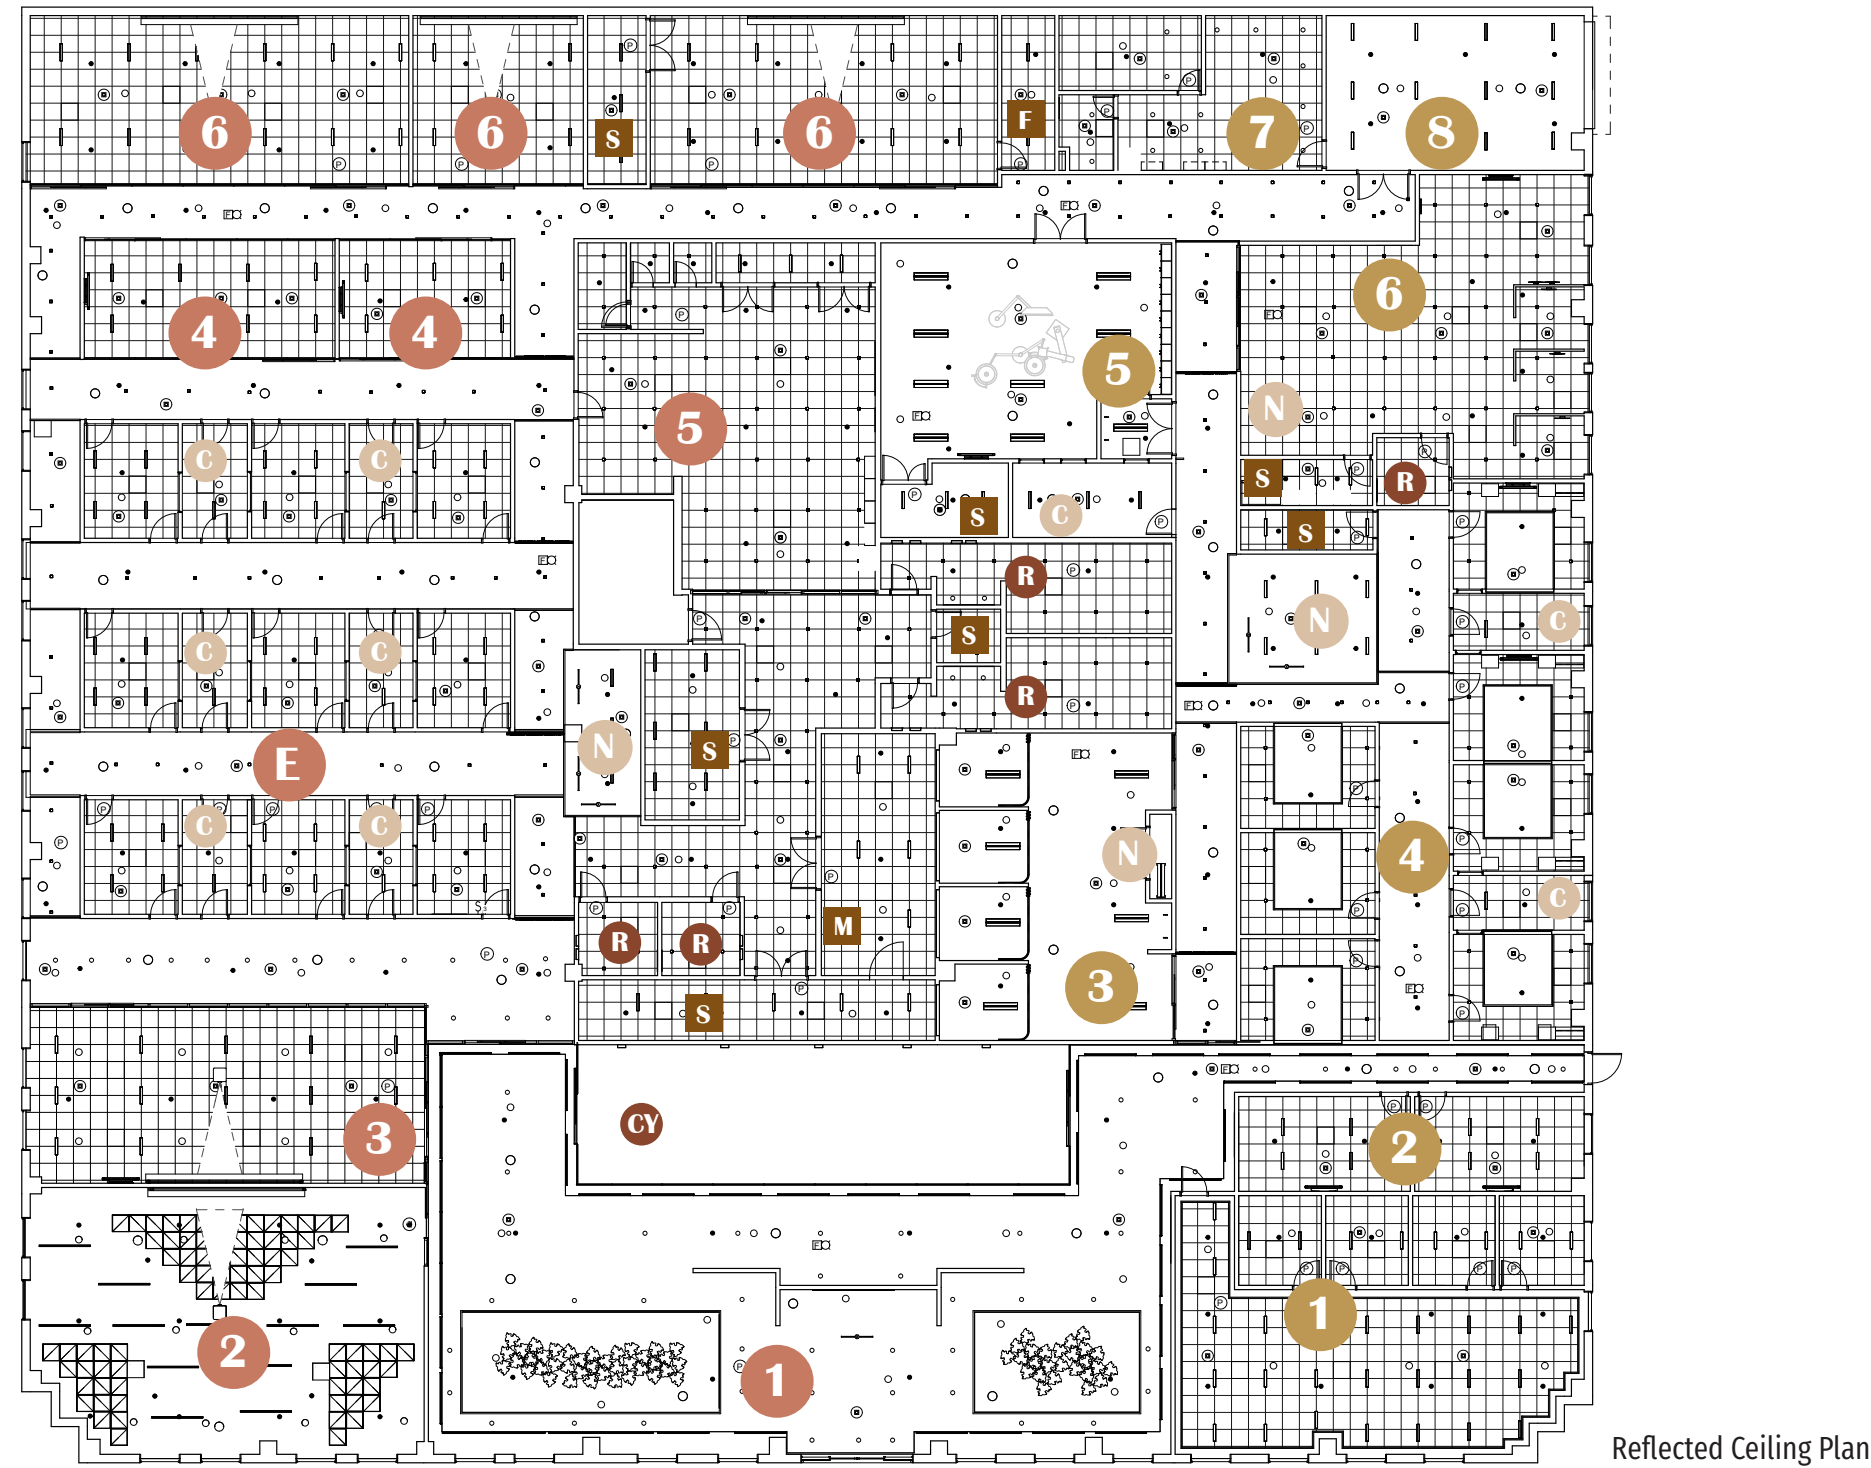 6 6 S 6 F 7 8
4 4 5 6
5 N
C C S R
S C S
R
C C S N C
R
E N S
C C N 4 C
R R M
S 3
CY
3 2
1
2 1
Reflected Ceiling Plan